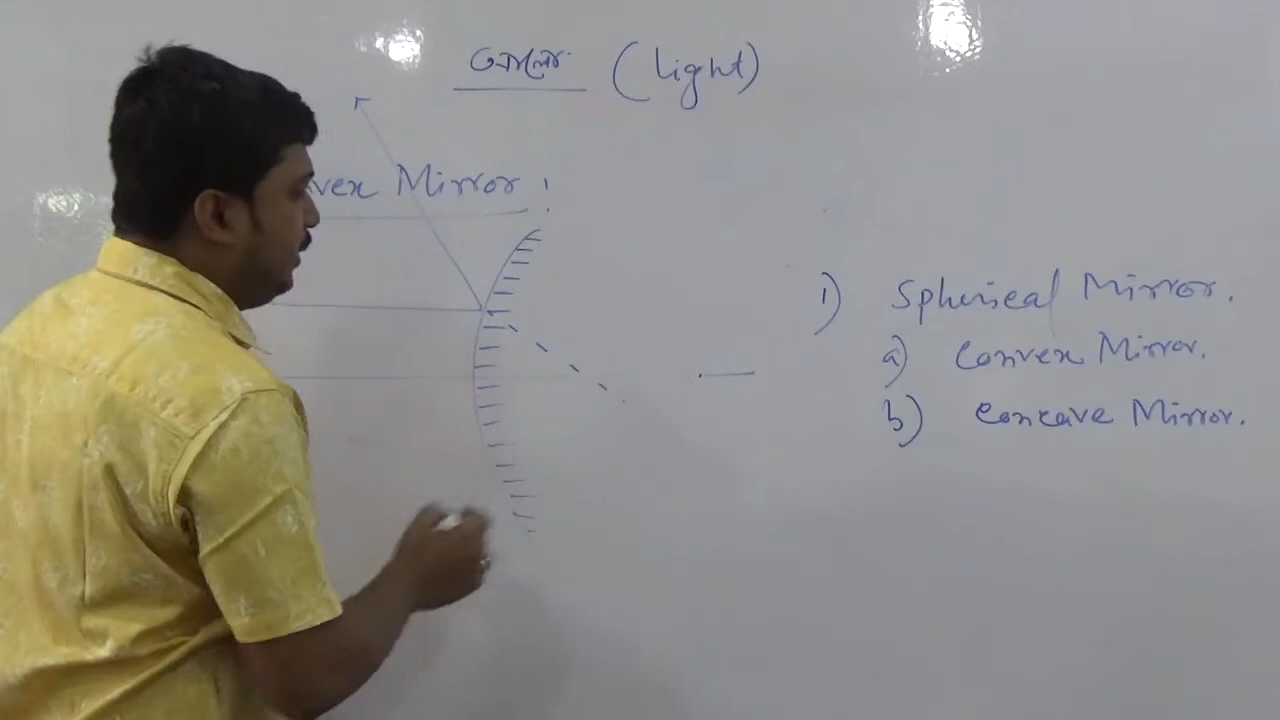 আলো (Light)
vex Mirror :
1) Spherical Mirror.
a) Convex Mirror.
b) Concave Mirror.